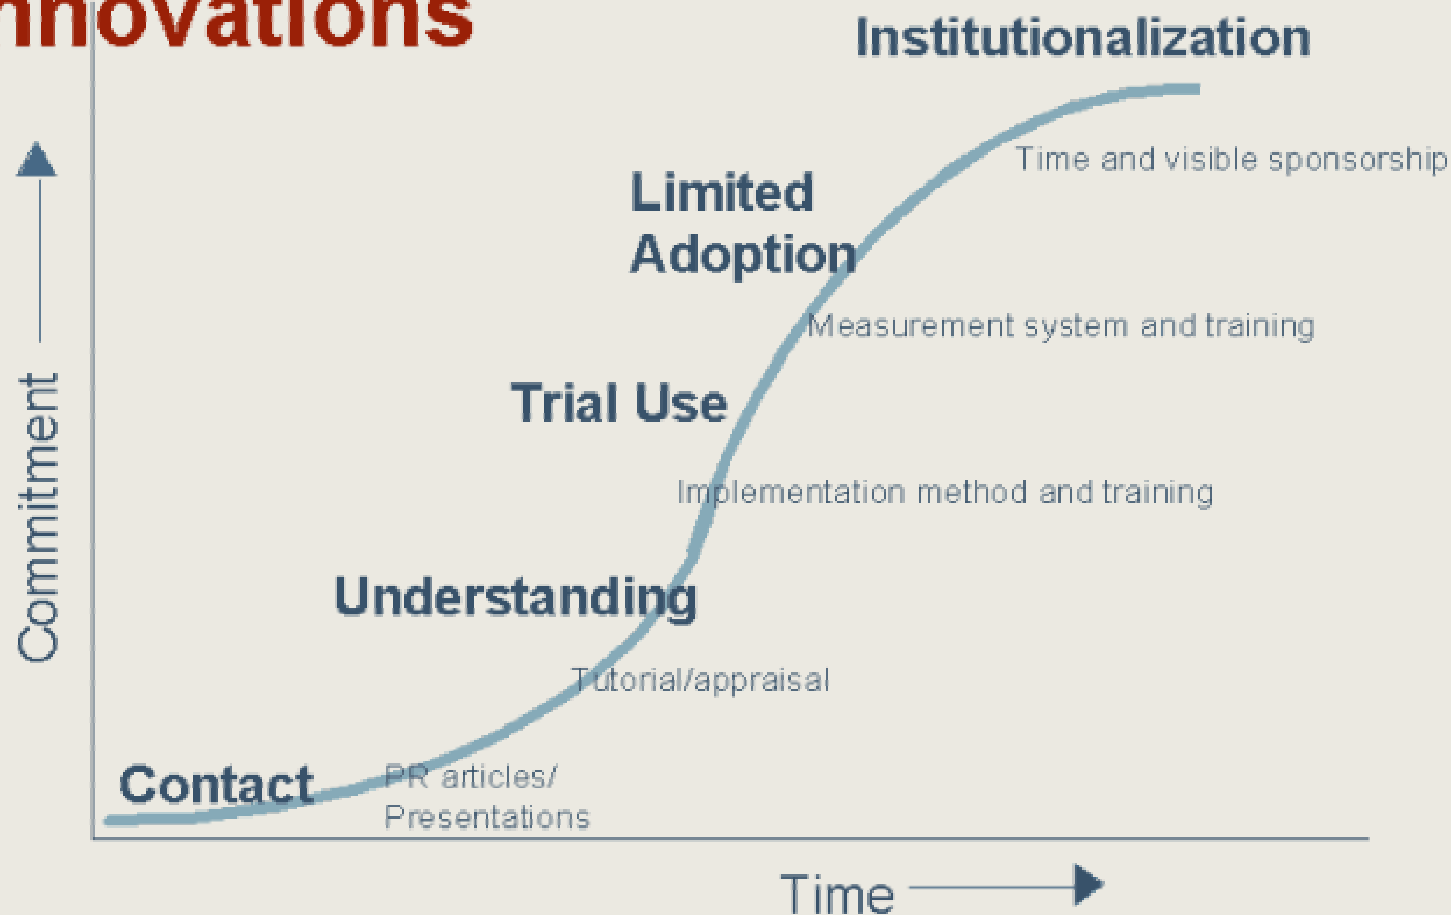 nnovations
Institutionalization
Time and visible sponsorship
Limited
Adoption
Measurement system and training
Trial Use
Implementation method and training
Understanding
Tutorial/appraisal
Contact
PR articles/
Presentations
Commitment
Time